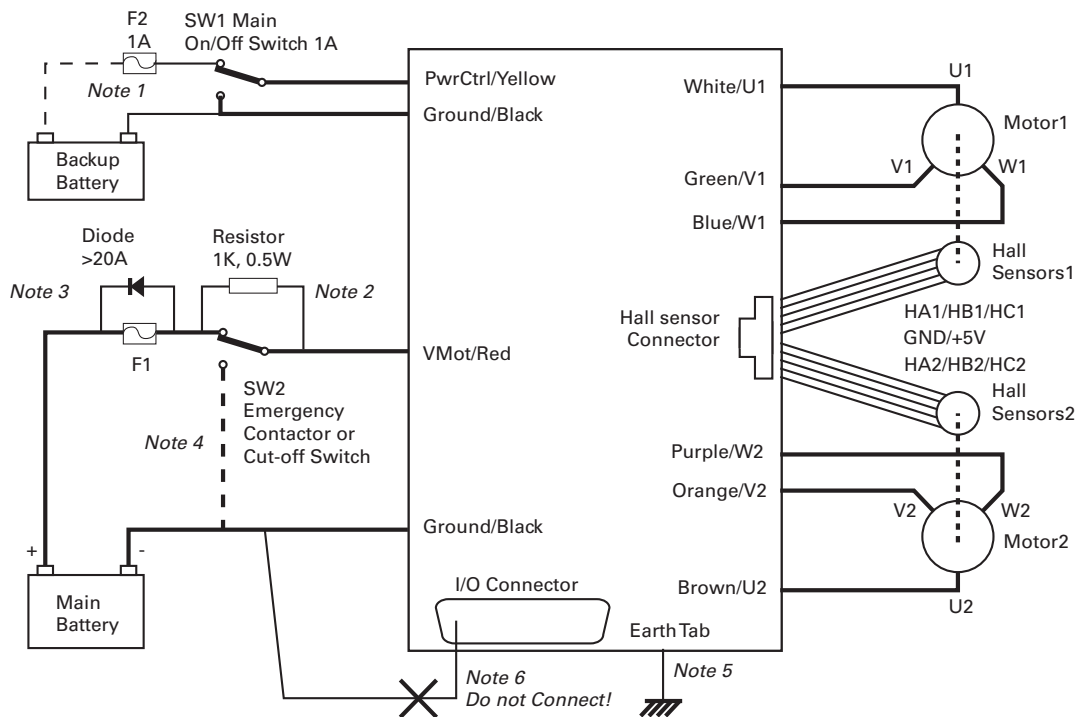 F2
1A
SW1 Main
On/Off Switch 1A
Note 1
Backup
Battery
PwrCtrl/Yellow
Ground/Black
White/U1
Green/V1
Blue/W1
U1
Motor1
V1
W1
Diode
>20A
Resistor
1K, 0.5W
Note 3
Note 2
F1
VMot/Red
SW2
Emergency
Contactor or
Cut-off Switch
Note 4
Hall sensor
Connector
Hall
Sensors1
HA1/HB1/HC1
GND/+5V
HA2/HB2/HC2
Hall
Sensors2
Purple/W2
Orange/V2
V2
W2
Motor2
Brown/U2
U2
Ground/Black
+
-
Main
Battery
I/O Connector
Earth Tab
Note 5
Note 6
Do not Connect!